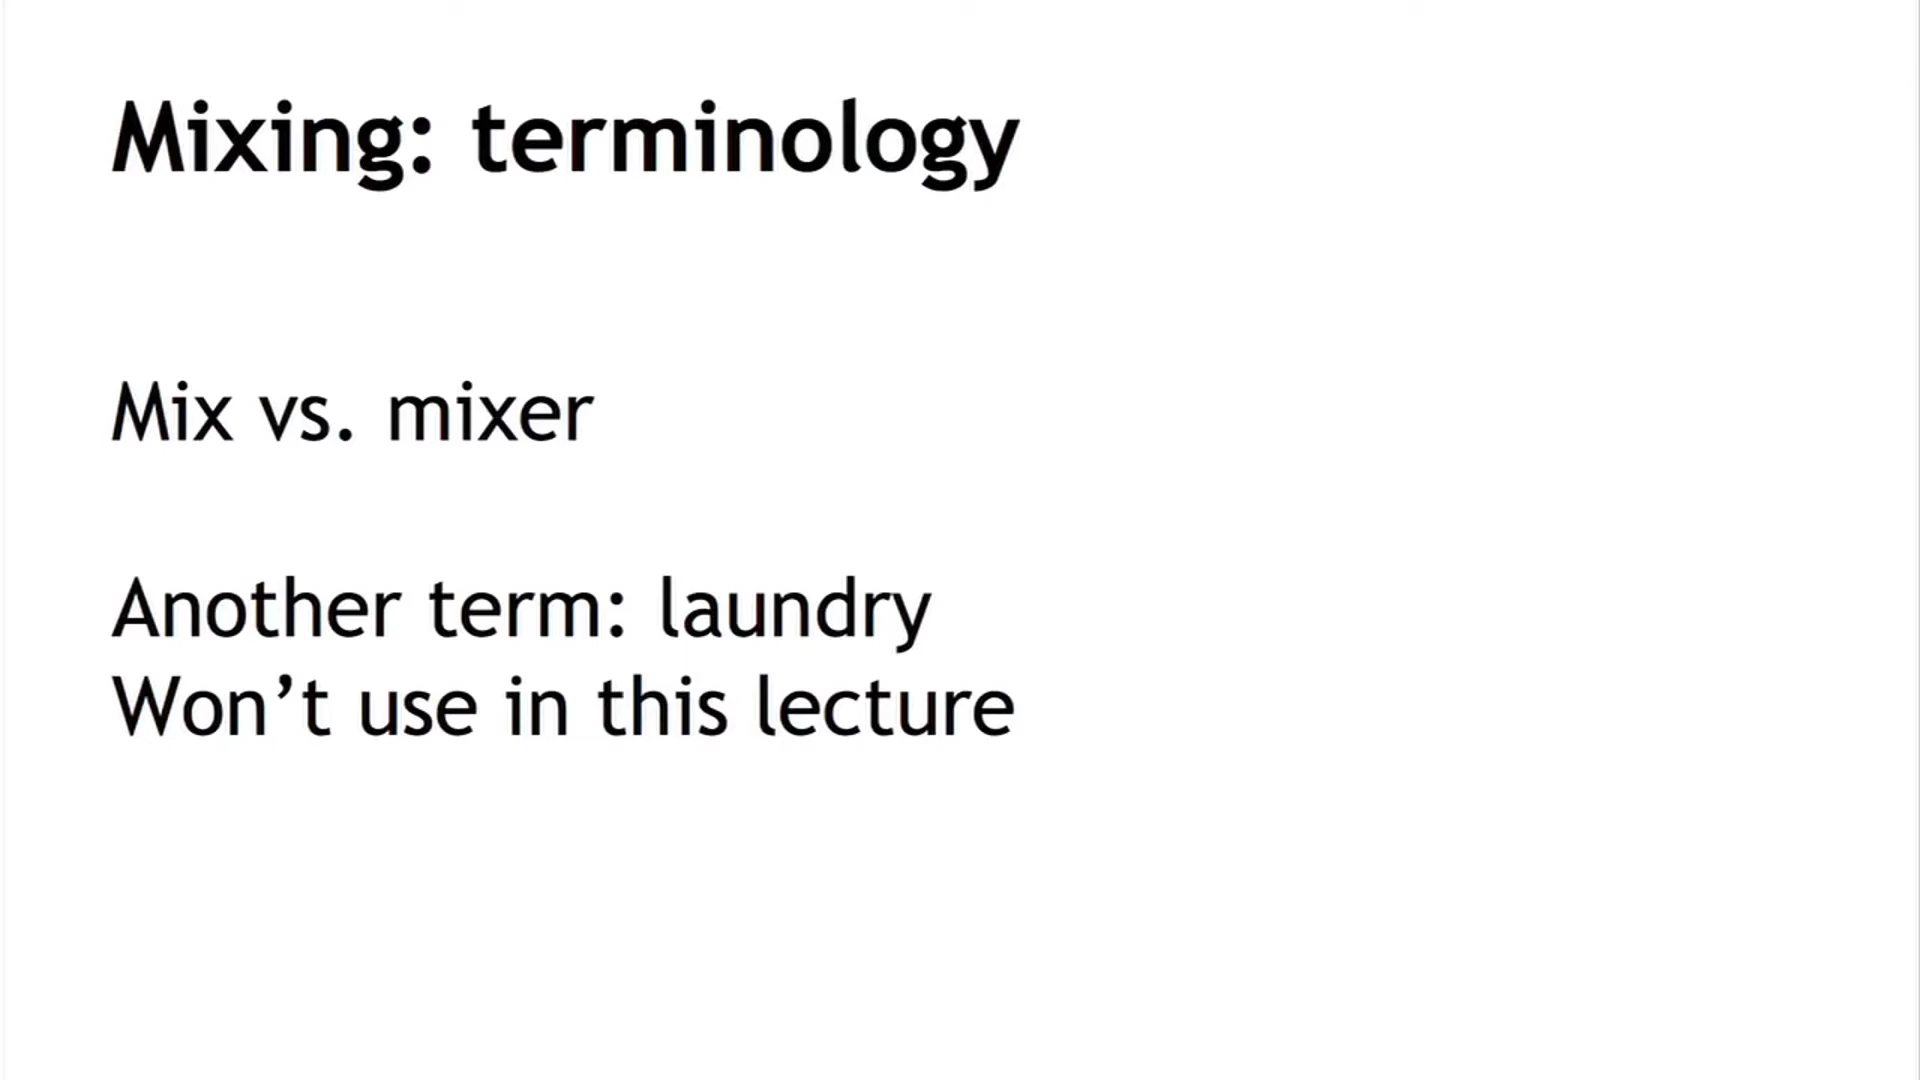 Mixing: terminology
Mix vs. mixer
Another term: laundry
Won’t use in this lecture